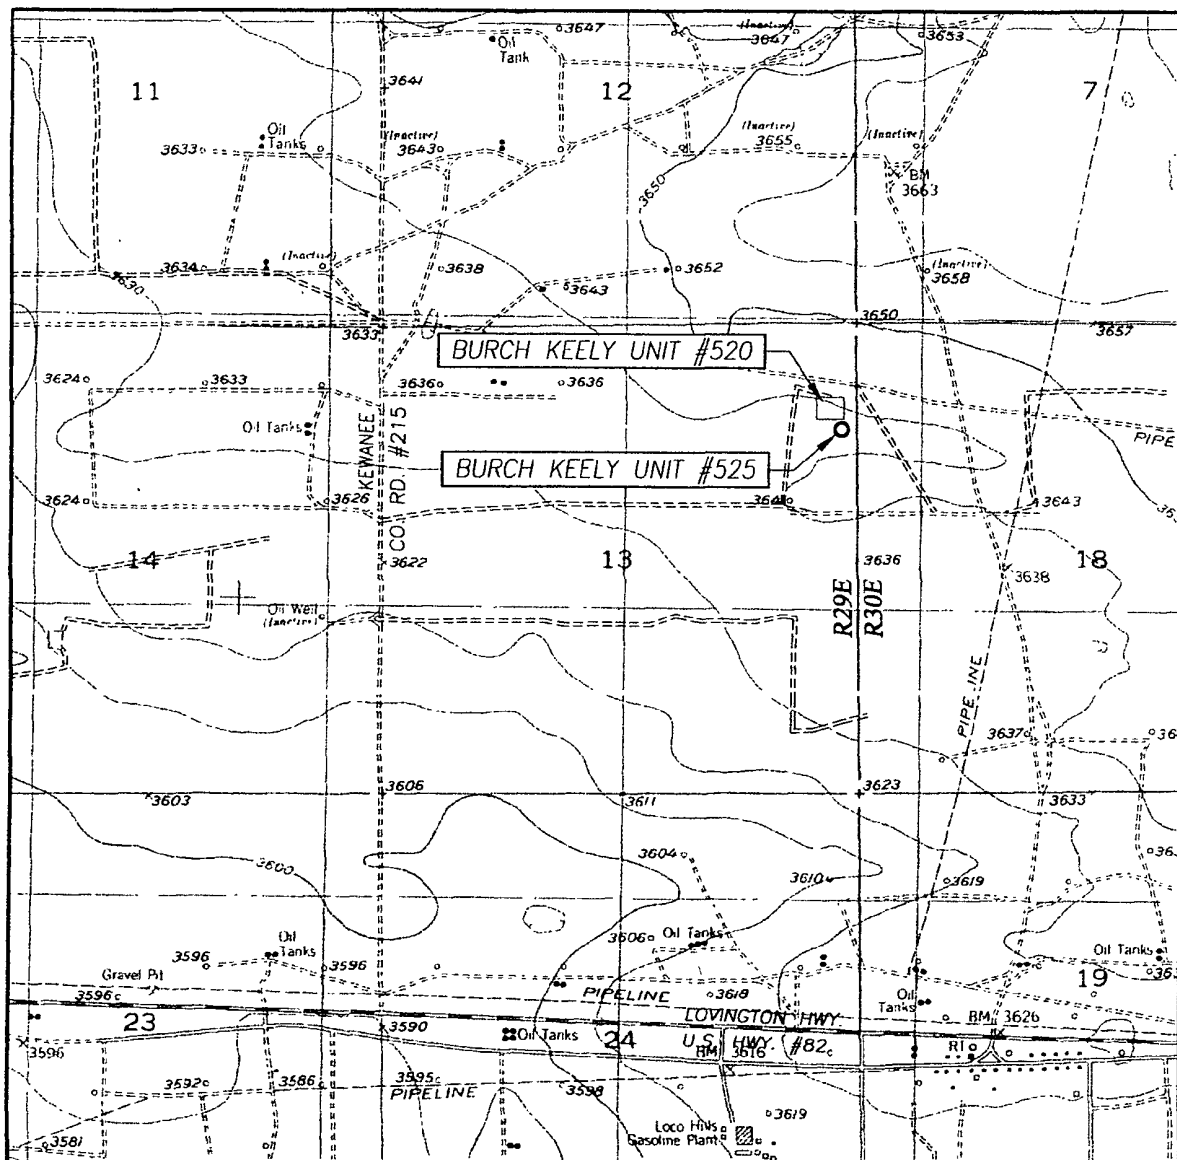 3647
(Inactive)
3647
3653
Oil
Tank
3641
11
12
7
Oil
Tanks
3633
(Inactive)
3643
(Inactive)
3655
(Inactive)
BM
3663
3650
3634
(Inactive)
3638
3652
(Inactive)
3658
3630
3643
3633
3650
3657
BURCH KEELY UNIT #520
3624
3633
3636
3636
Oil Tanks
KEWANEE
CO. RD. #215
PIPE
BURCH KEELY UNIT #525
3624
3626
3643
14
13
18
3622
3636
3638
R29E
R30E
Oil Well
(Inactive)
PIPELINE
3637
3603
3606
3611
3623
3633
3600
3604
3610
3619
Oil
Tanks
3606
Oil Tanks
Oil Tanks
3596
3596
Gravel Pit
3596
PIPELINE
3618
Oil
Tanks
19
LOVINGTON HWY.
23
3590
Oil Tanks
24
U.S. HWY. #82
BM
3626
3596
BM 3616
3592
3586
3595
PIPELINE
3598
3619
Loco Hills
Gasoline Plant
3581